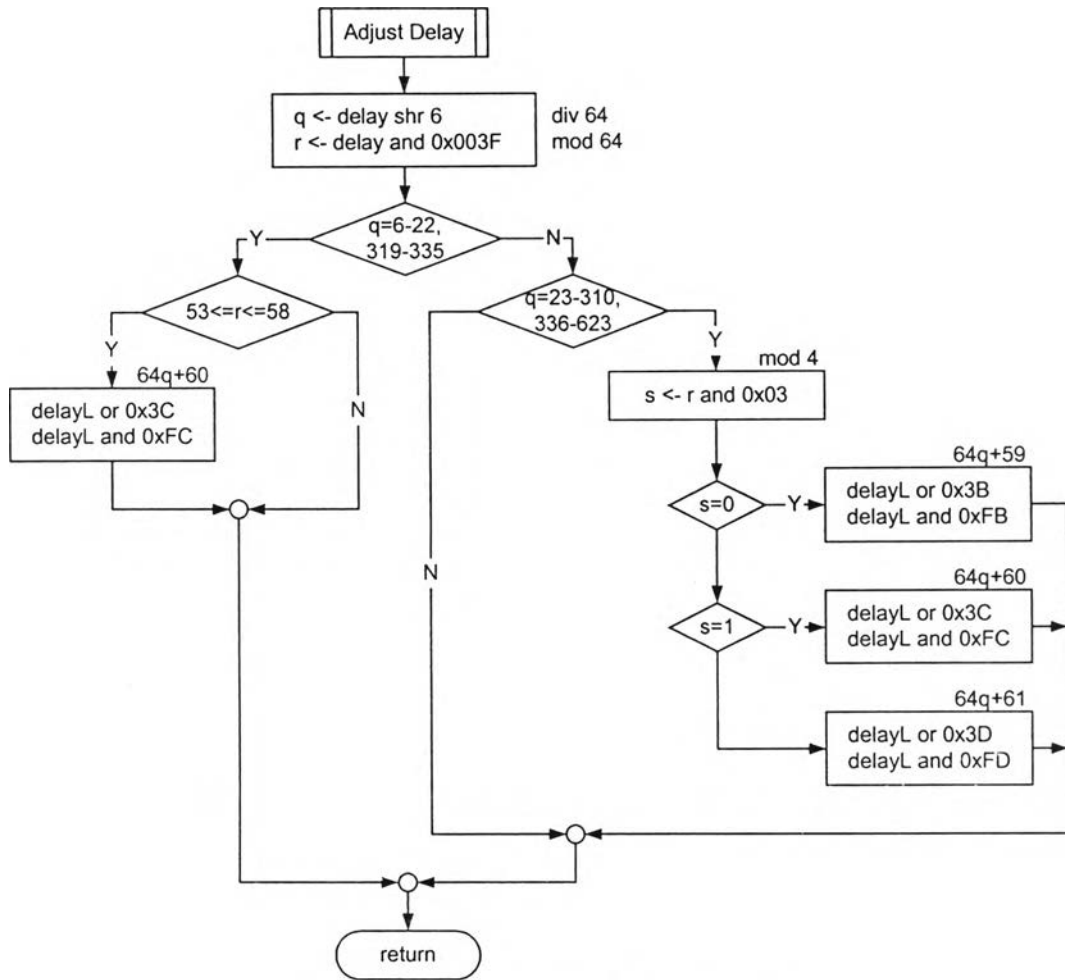 Adjust Delay
q <- delay shr 6
r <- delay and 0x003F
div 64
mod 64
q=6-22,
319-335
Y
N
53<=r<=58
q=23-310,
336-623
Y
N
Y
N
64q+60
delayL or 0x3C
delayL and 0xFC
mod 4
s <- r and 0x03
64q+59
s=0
Y
delayL or 0x3B
delayL and 0xFB
64q+60
s=1
Y
delayL or 0x3C
delayL and 0xFC
64q+61
delayL or 0x3D
delayL and 0xFD
return